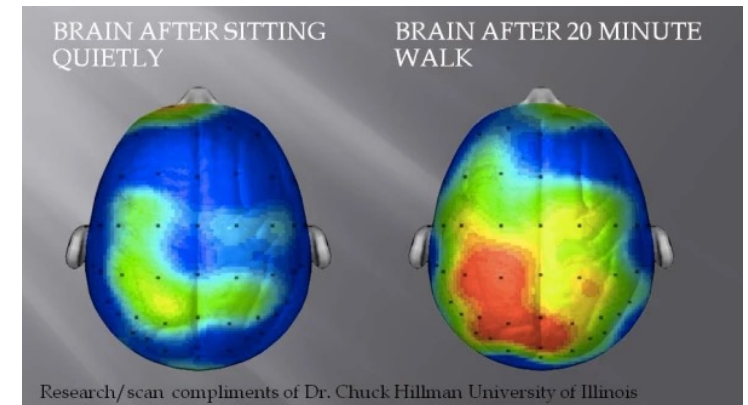 BRAIN AFTER SITTING
QUIETLY
BRAIN AFTER 20 MINUTE
WALK
Research/scan compliments of Dr. Chuck Hillman University of Illinois